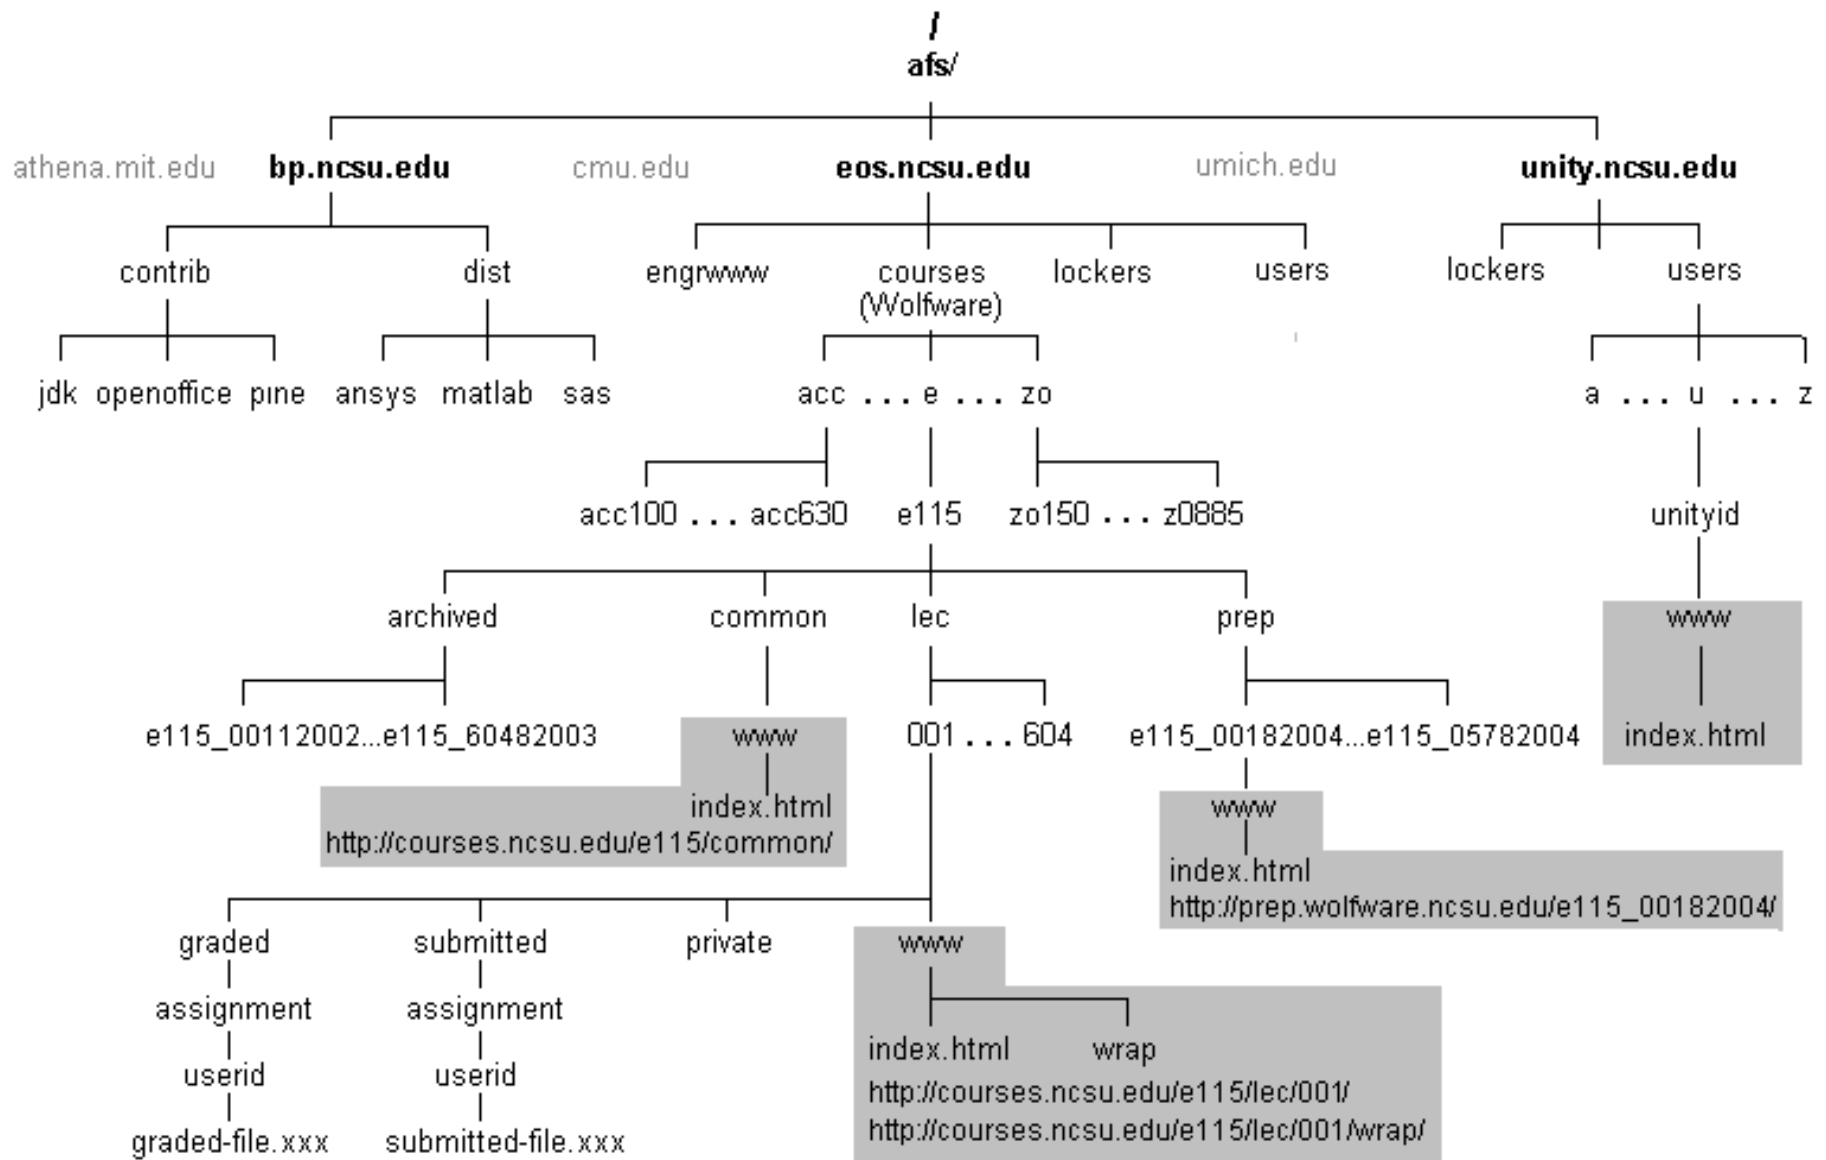 /
afs/
athena.mit.edu bp.ncsu.edu cmu.edu eos.ncsu.edu umich.edu unity.ncsu.edu
contrib dist engrwww courses lockers users lockers users
(Wolfware)
jdk openoffice pine ansys matlab sas acc ... e ... zo a ... u ... z
acc100 ... acc630 e115 zo150 ... z0885 unityid
archived common lec prep www
e115_00112002...e115_60482003 www 001 ... 604 e115_00182004...e115_05782004 index.html
index.html www
http://courses.ncsu.edu/e115/common/ index.html
http://prep.wolfware.ncsu.edu/e115_00182004/
graded submitted private www
assignment assignment
index.html wrap
userid userid
http://courses.ncsu.edu/e115/lec/001/
http://courses.ncsu.edu/e115/lec/001/wrap/
graded-file.xxx submitted-file.xxx